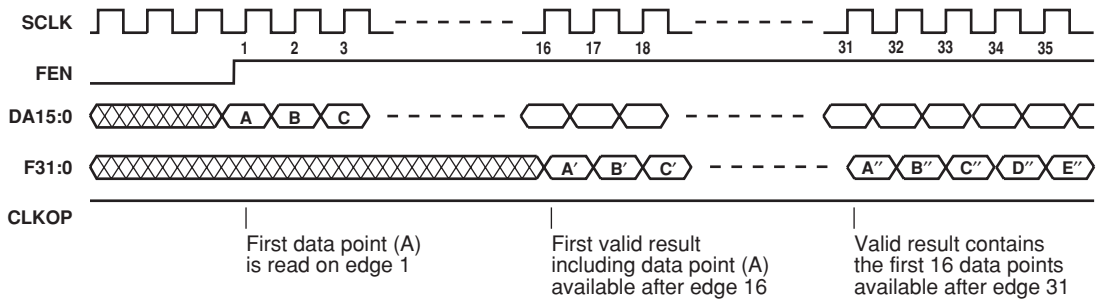 SCLK
1 2 3 16 17 18 31 32 33 34 35
FEN
DA15:0 A B C
F31:0 A′ B′ C′ A″ B″ C″ D″ E″
CLKOP
First data point (A)
is read on edge 1
First valid result
including data point (A)
available after edge 16
Valid result contains
the first 16 data points
available after edge 31